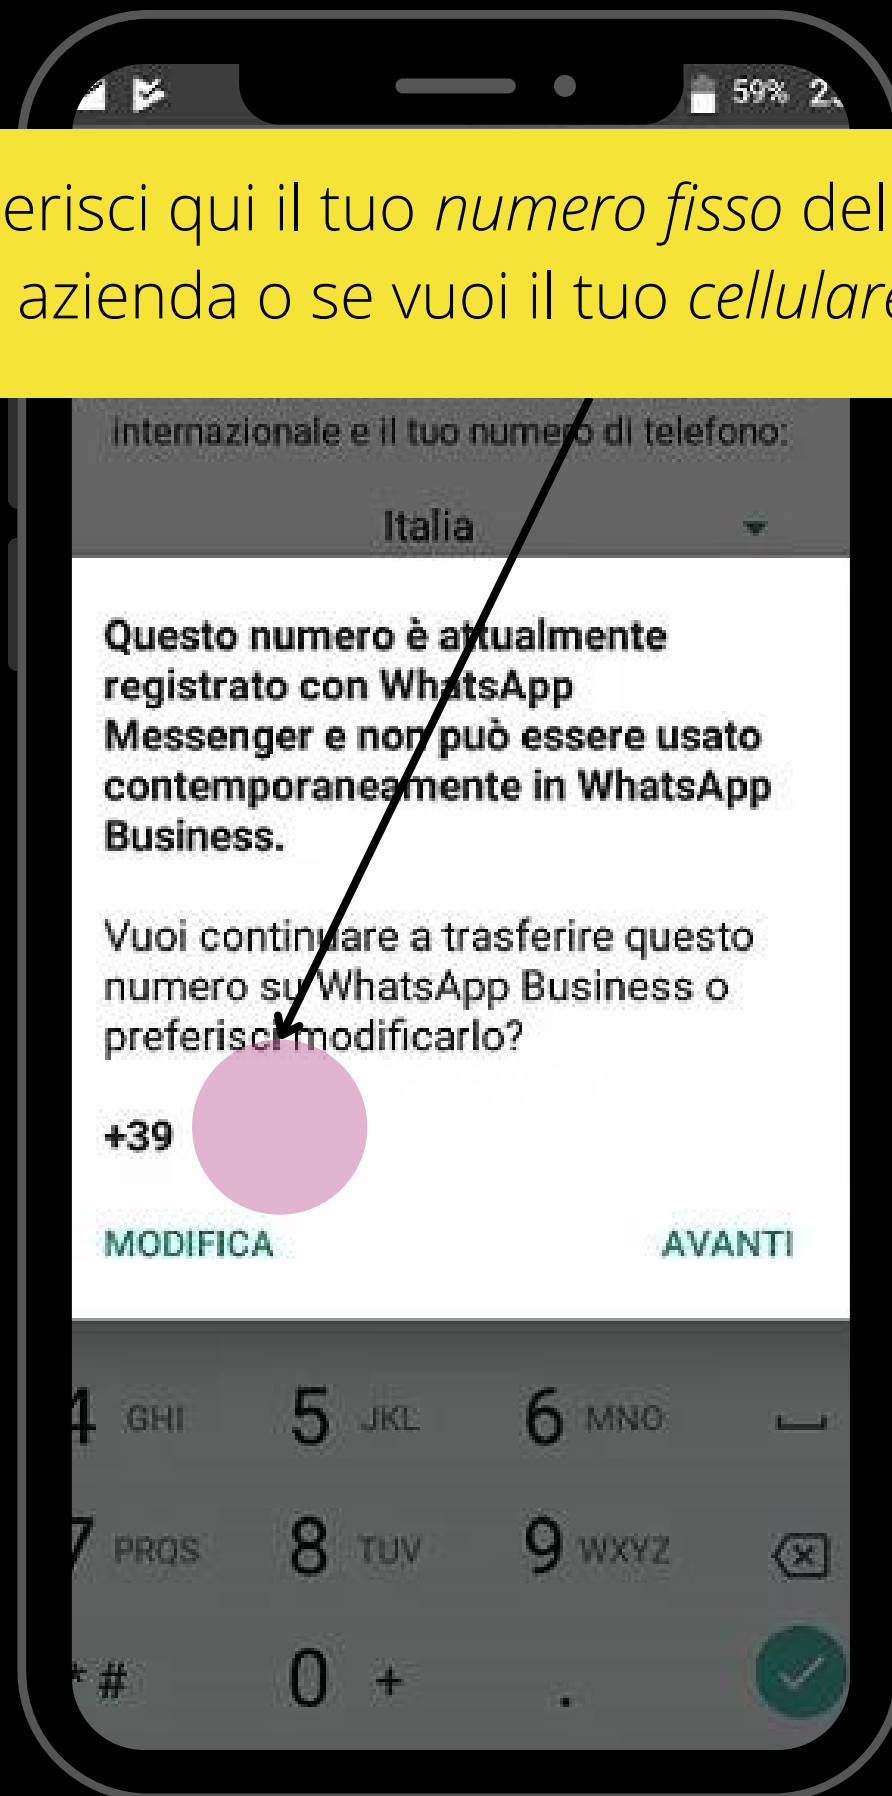 59%
erisci qui il tuo numero fisso del
azienda o se vuoi il tuo cellulare
internazionale e il tuo numero di telefono:
Italia
Questo numero è attualmente
registrato con WhatsApp
Messenger e non può essere usato
contemporaneamente in WhatsApp
Business.
Vuoi continuare a trasferire questo
numero su WhatsApp Business o
preferisci modificarlo?
+39
MODIFICA AVANTI
4 GHI 5 JKL 6 MNO
7 PRQS 8 TUV 9 WXYZ
* # 0 + .